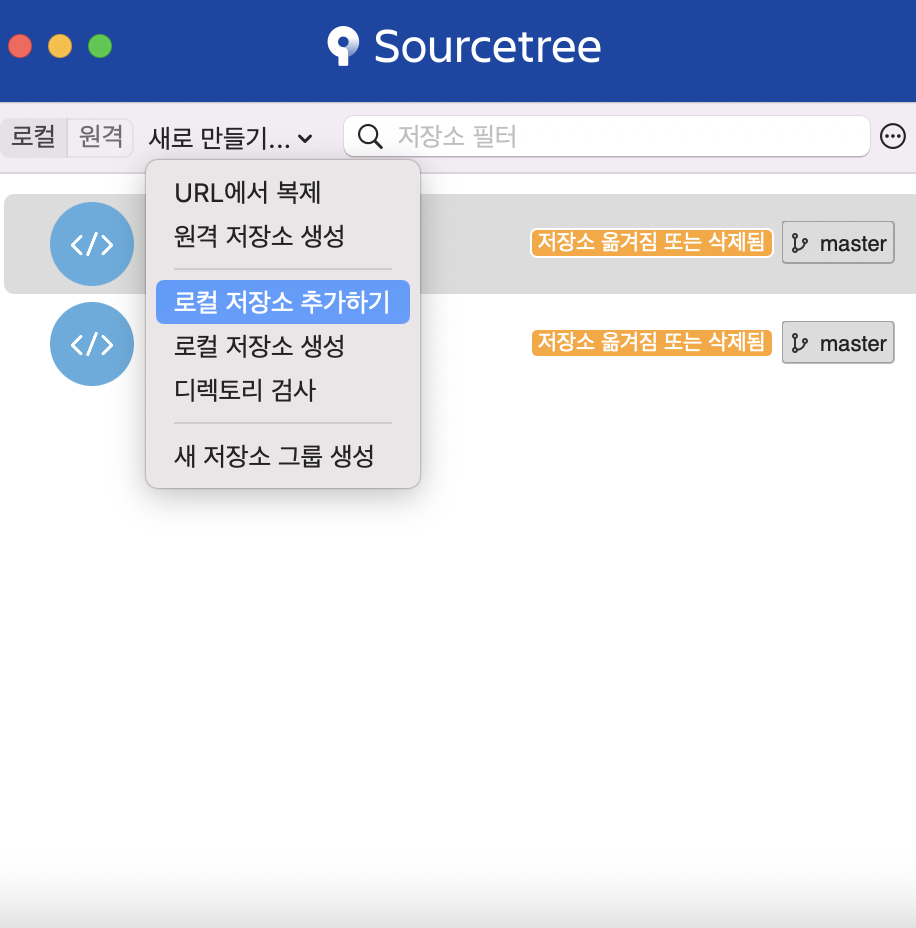 Sourcetree
로컬 원격 새로 만들기... 저장소 필터
URL에서 복제
원격 저장소 생성
로컬 저장소 추가하기
로컬 저장소 생성
디렉토리 검사
새 저장소 그룹 생성
저장소 옮겨짐 또는 삭제됨 master
저장소 옮겨짐 또는 삭제됨 master